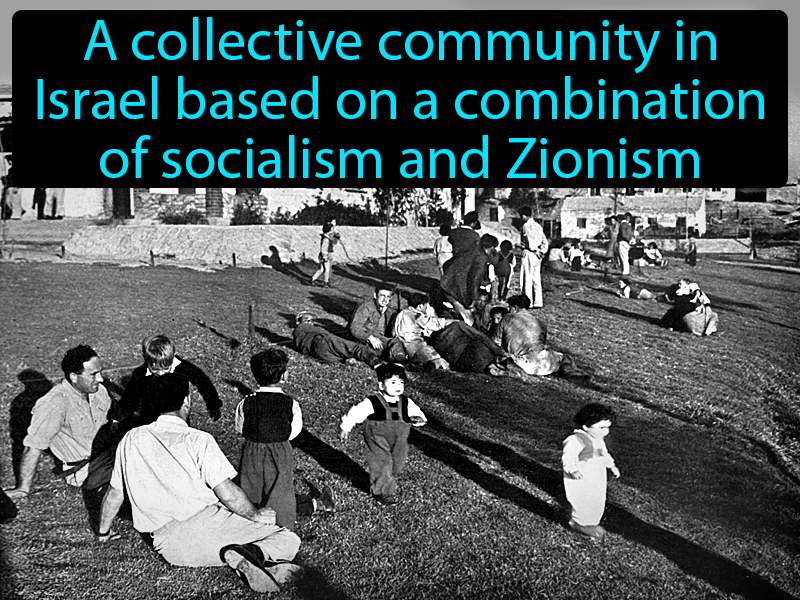 A collective community in
Israel based on a combination
of socialism and Zionism